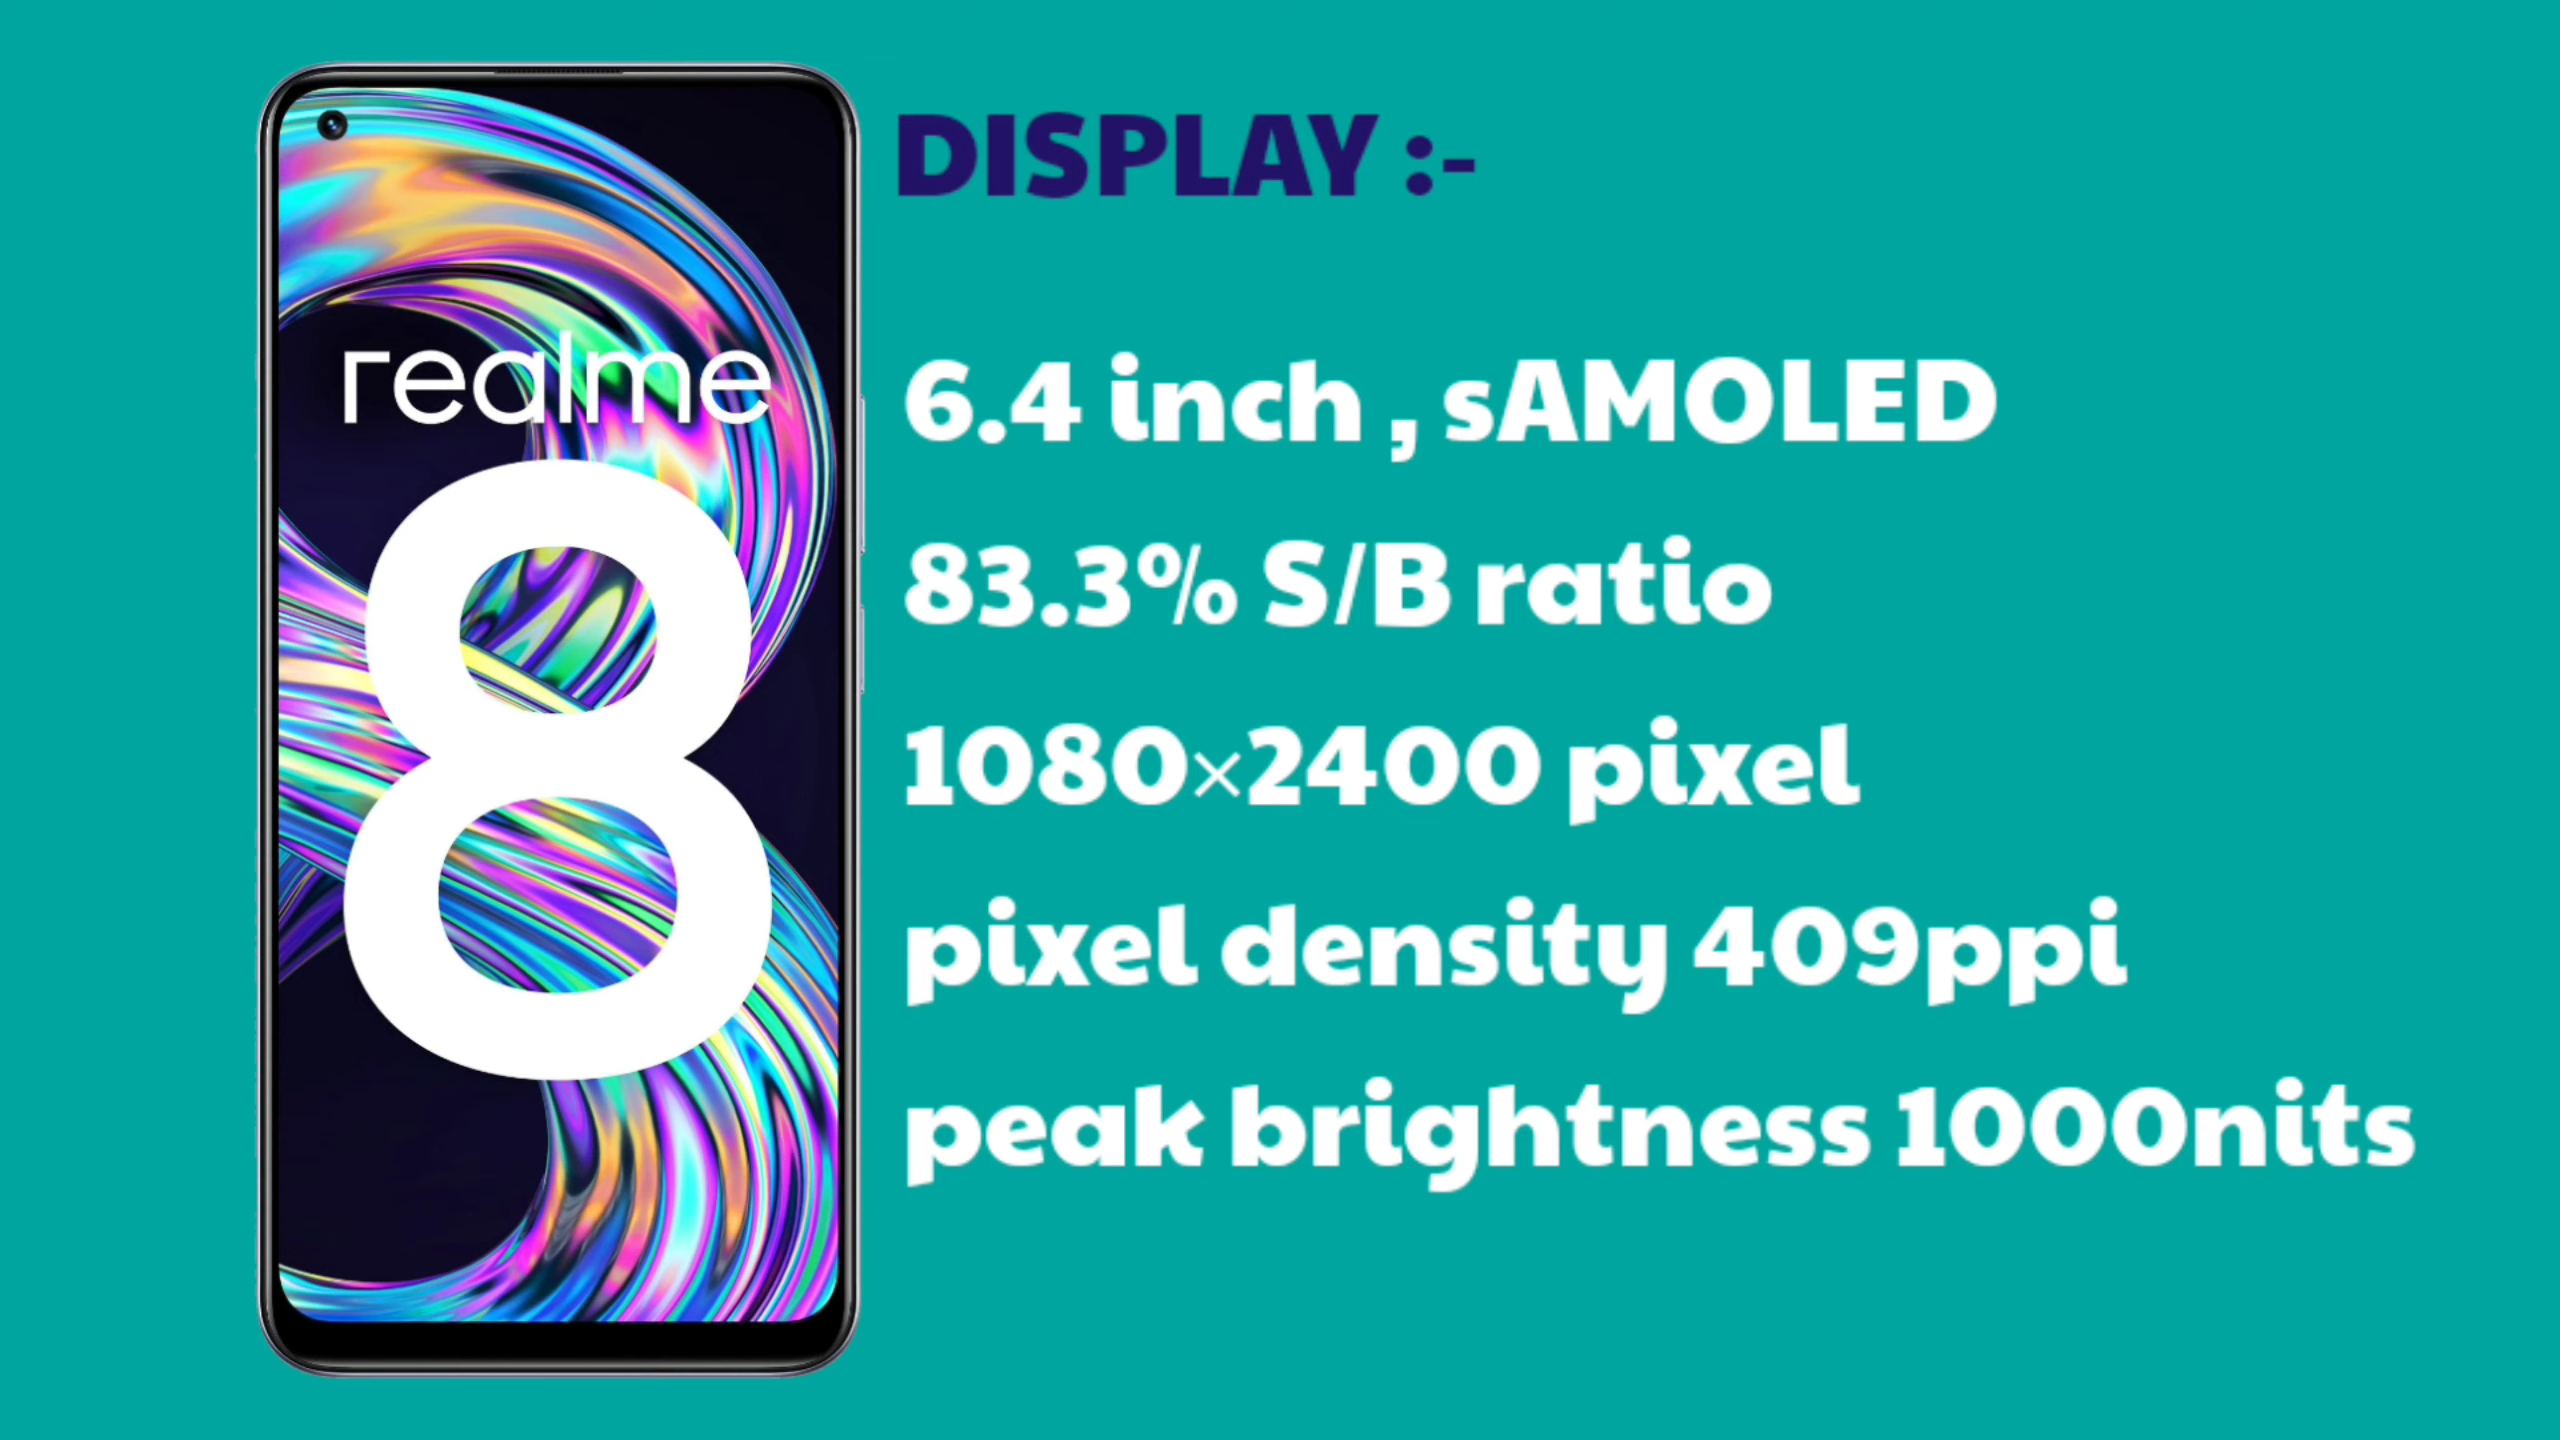 realme
8
DISPLAY :-
6.4 inch , sAMOLED
83.3% S/B ratio
1080×2400 pixel
pixel density 409ppi
peak brightness 1000nits